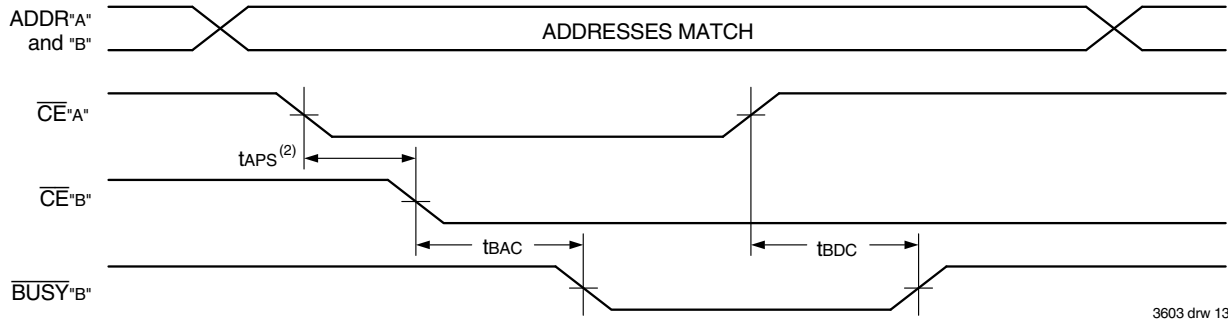 ADDR"A"
and "B"
ADDRESSES MATCH
CE"A"
tAPS(2)
CE"B"
tBAC
tBDC
BUSY"B"
3603 drw 13